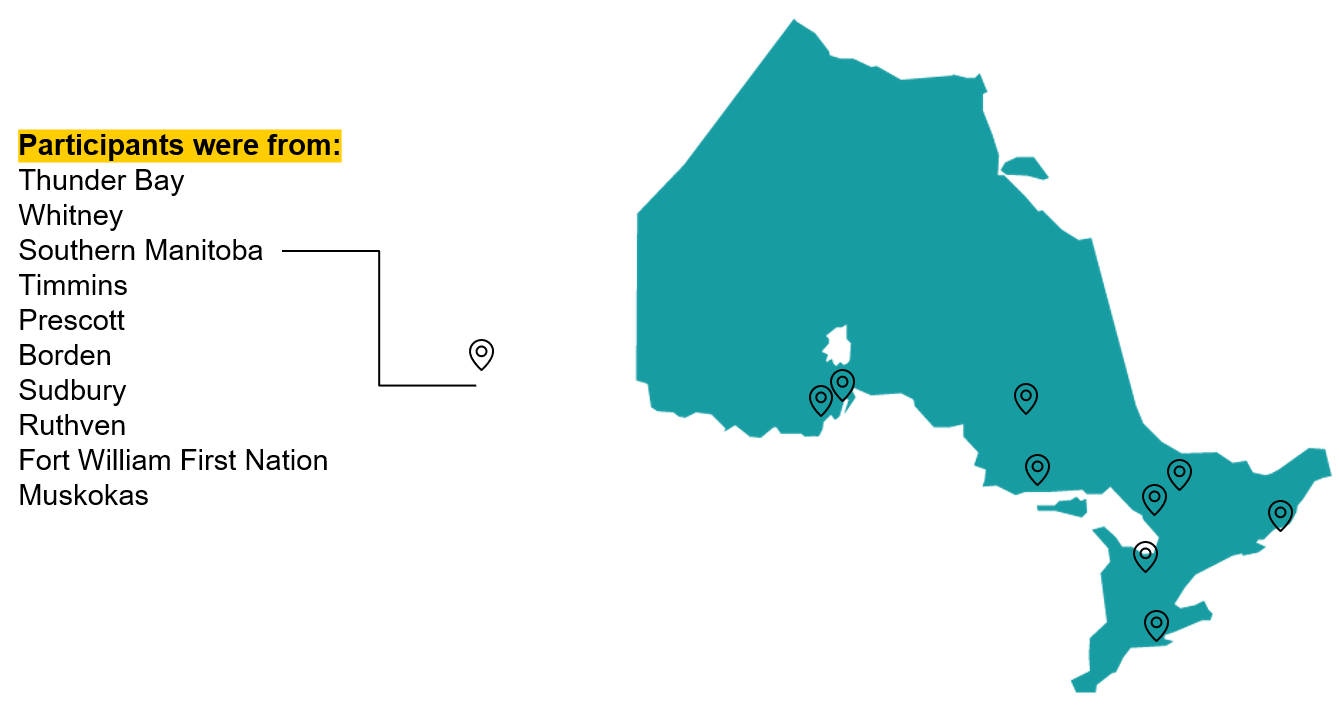 Participants were from:
Thunder Bay
Whitney
Southern Manitoba
Timmins
Prescott
Borden
Sudbury
Ruthven
Fort William First Nation
Muskokas